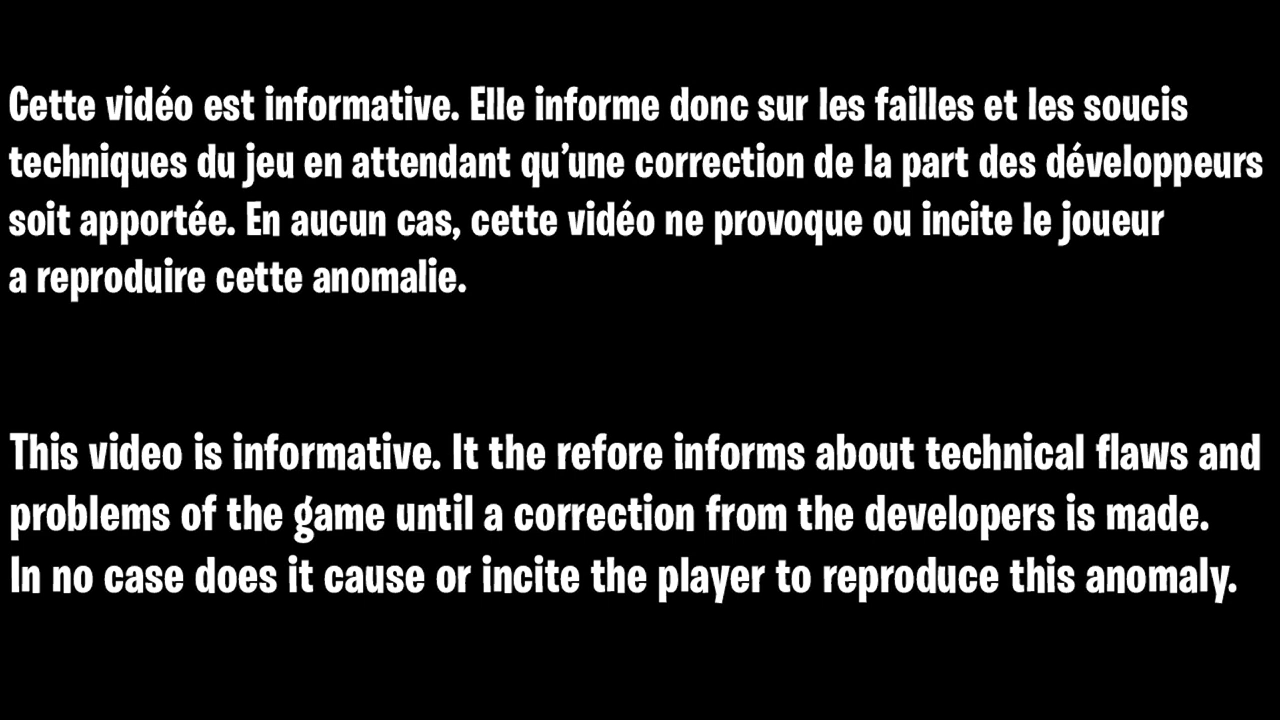 Cette vidéo est informative. Elle informe donc sur les failles et les soucis
techniques du jeu en attendant qu’une correction de la part des développeurs
soit apportée. En aucun cas, cette vidéo ne provoque ou incite le joueur
a reproduire cette anomalie.
This video is informative. It the refore informs about technical flaws and
problems of the game until a correction from the developers is made.
In no case does it cause or incite the player to reproduce this anomaly.